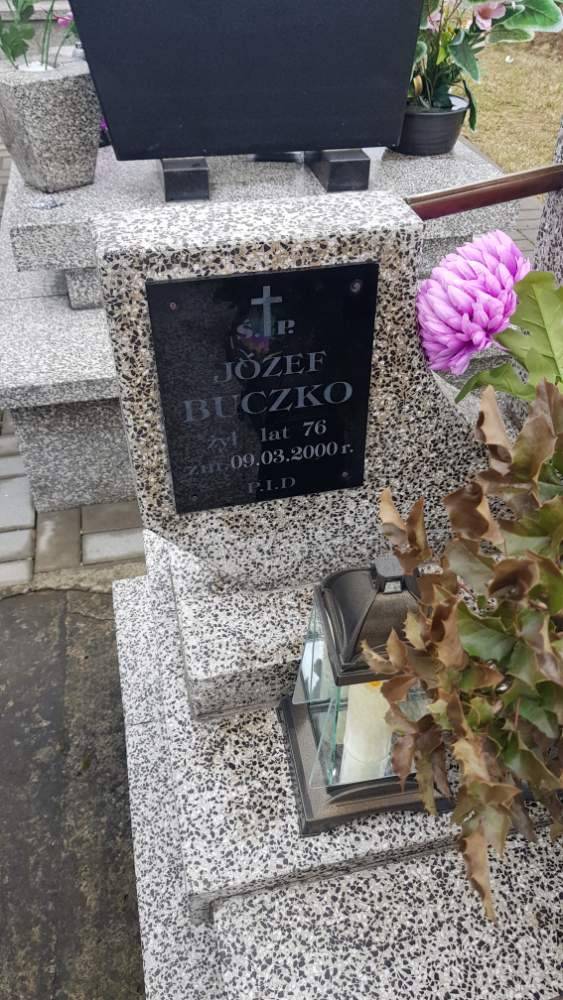 Ś. P.
JÓZEF
BUCZKO
żył lat 76
zm. 09.03.2000 r.
P.I.D